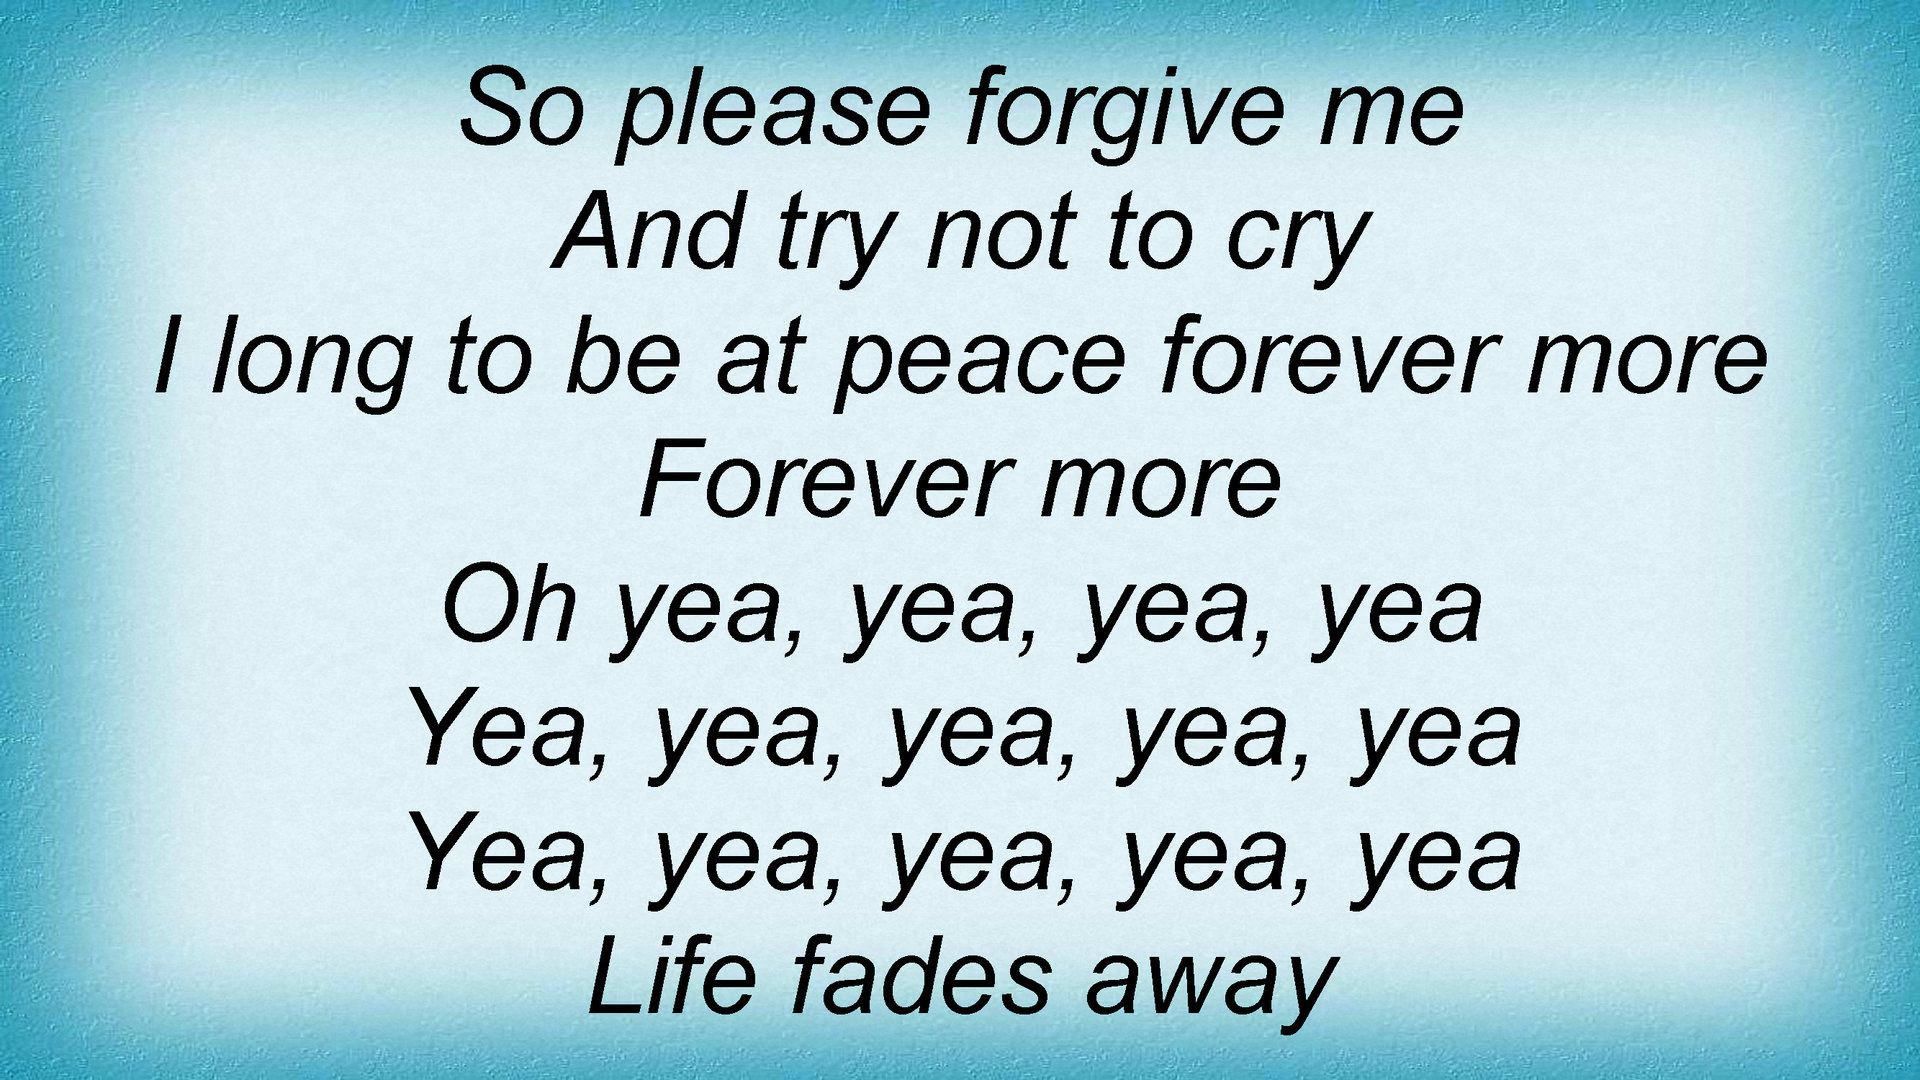 So please forgive me
And try not to cry
I long to be at peace forever more
Forever more
Oh yea, yea, yea, yea
Yea, yea, yea, yea, yea
Yea, yea, yea, yea, yea
Life fades away